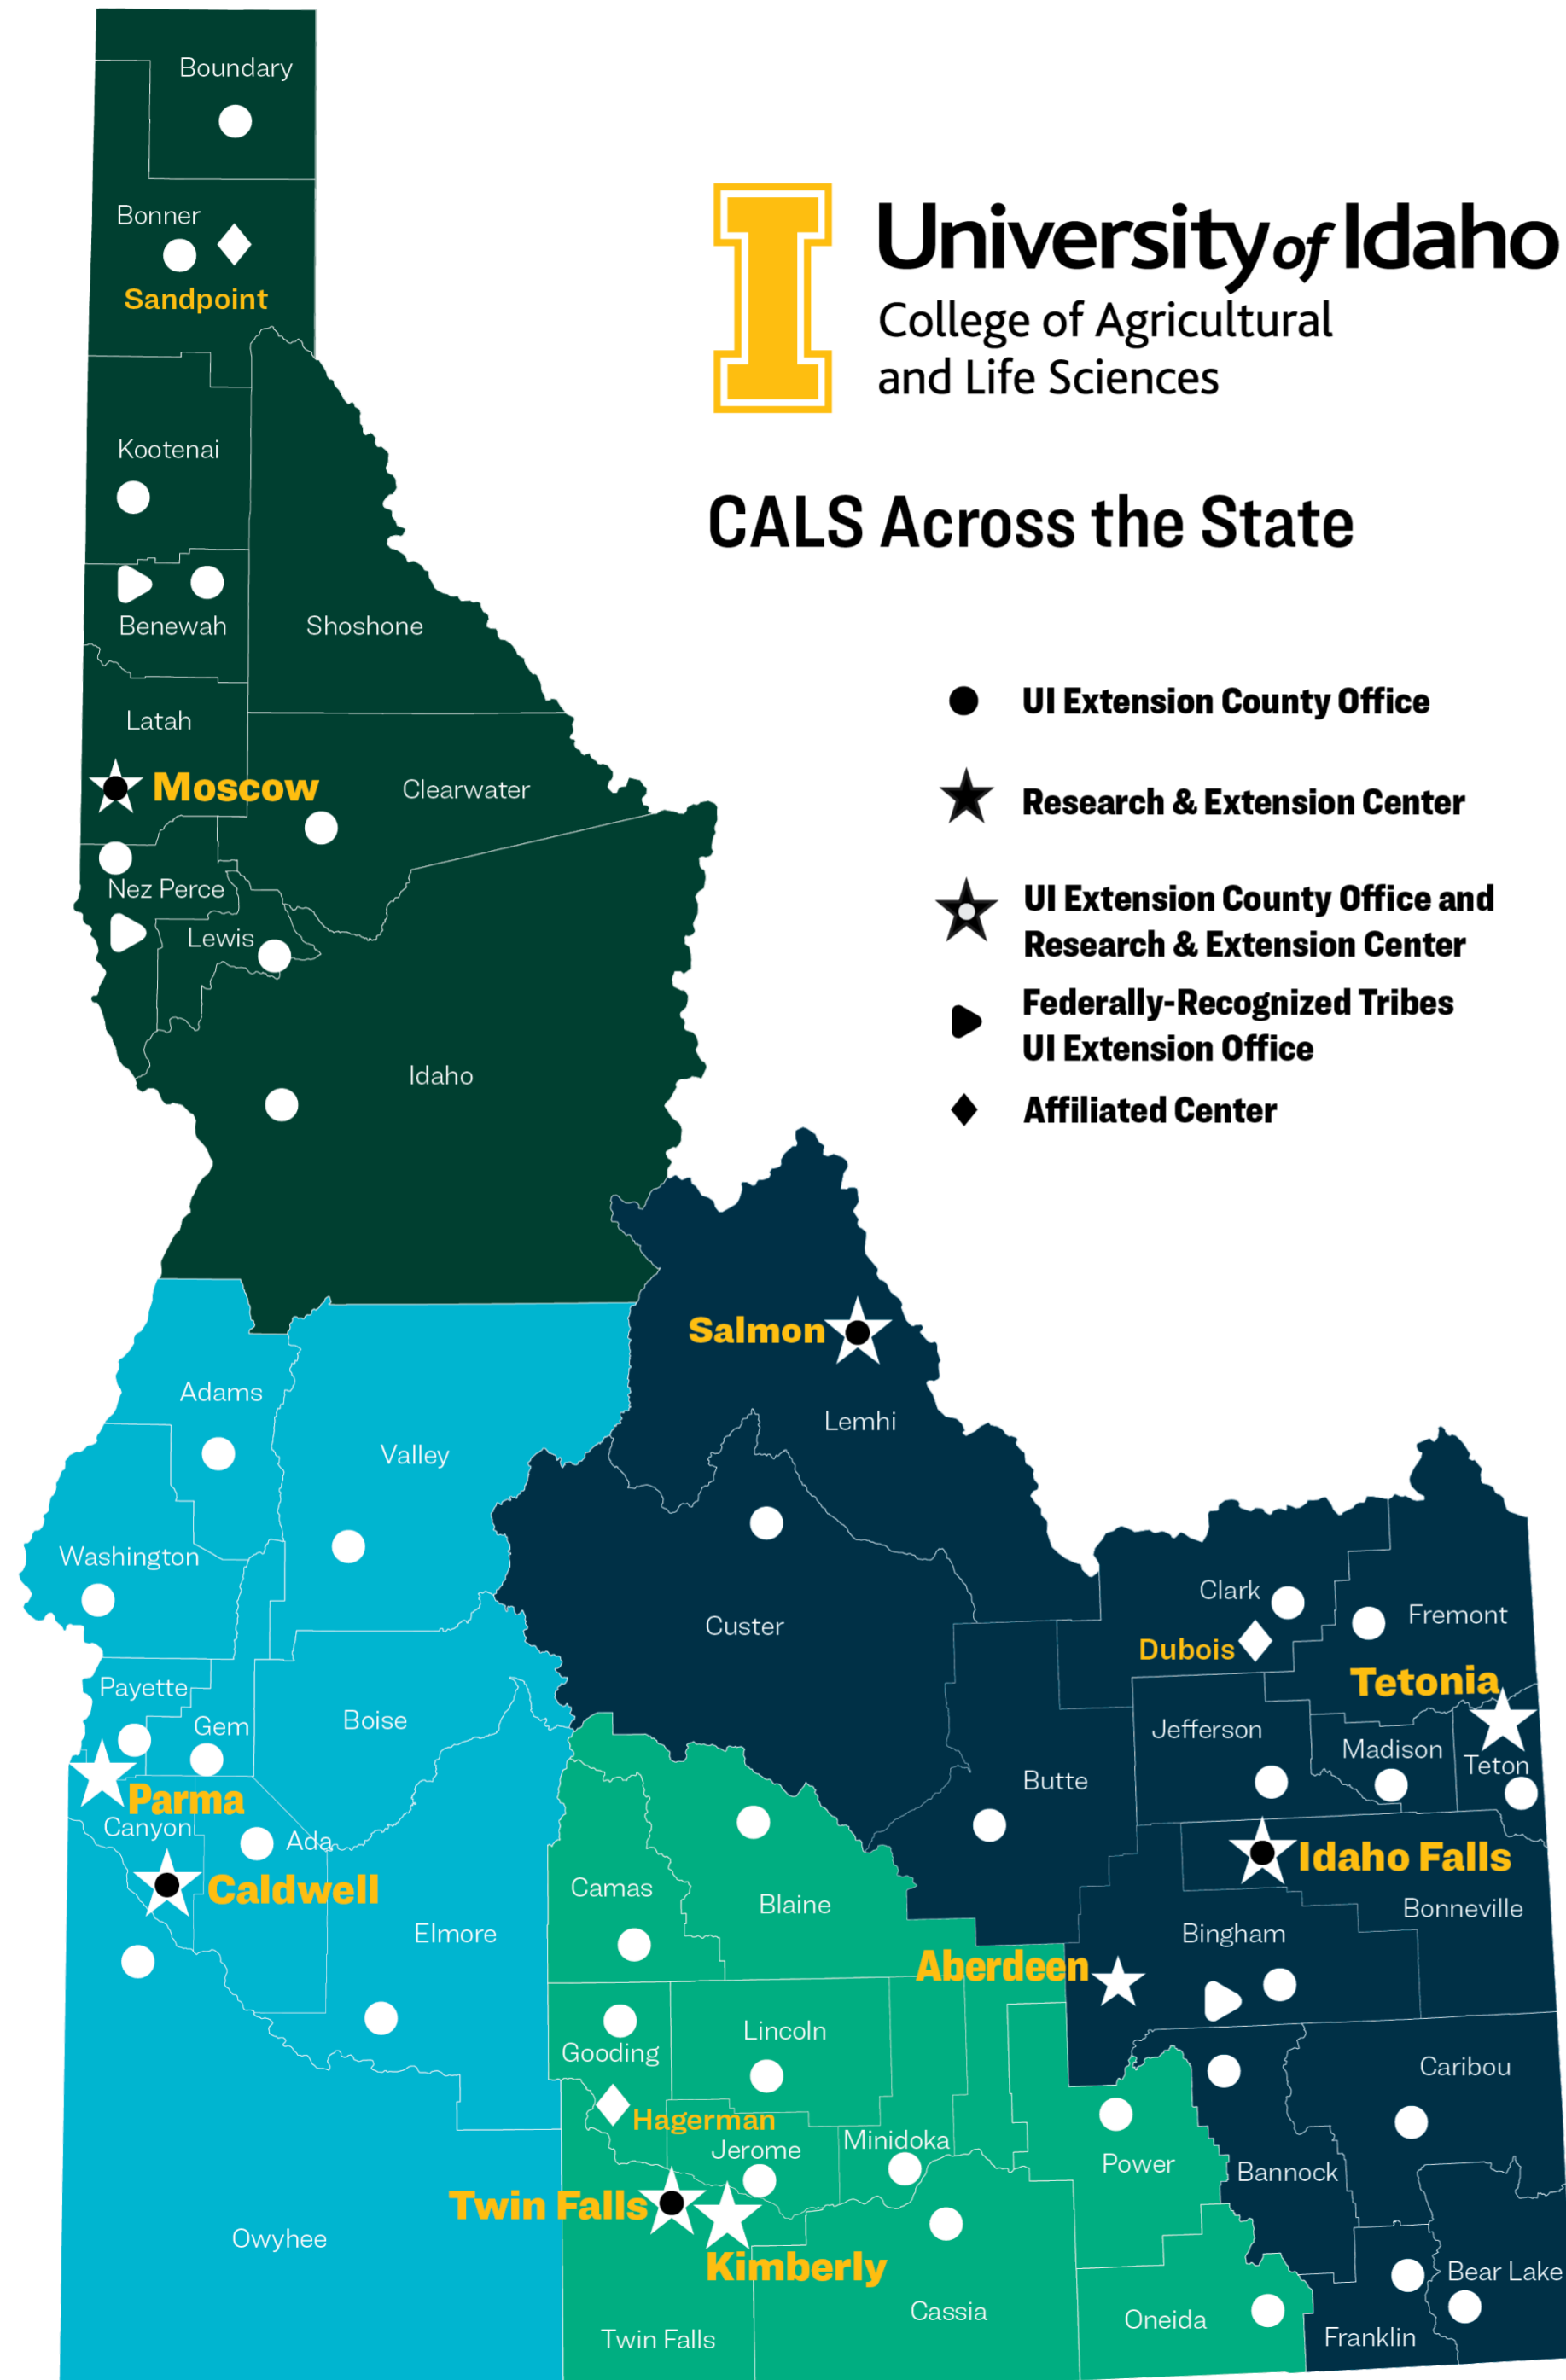 Boundary
Bonner
Sandpoint
University of Idaho
College of Agricultural
and Life Sciences
Kootenai
CALS Across the State
Benewah
Shoshone
Latah
UI Extension County Office
Moscow
Clearwater
Research & Extension Center
Nez Perce
UI Extension County Office and
Research & Extension Center
Lewis
Federally-Recognized Tribes
UI Extension Office
Idaho
Affiliated Center
Salmon
Adams
Lemhi
Valley
Washington
Clark
Fremont
Custer
Dubois
Tetonia
Payette
Gem
Boise
Jefferson
Madison
Teton
Butte
Parma
Canyon
Ada
Idaho Falls
Caldwell
Camas
Blaine
Bonneville
Elmore
Bingham
Aberdeen
Lincoln
Gooding
Caribou
Hagerman
Jerome
Minidoka
Power
Bannock
Twin Falls
Owyhee
Kimberly
Bear Lake
Cassia
Oneida
Franklin
Twin Falls